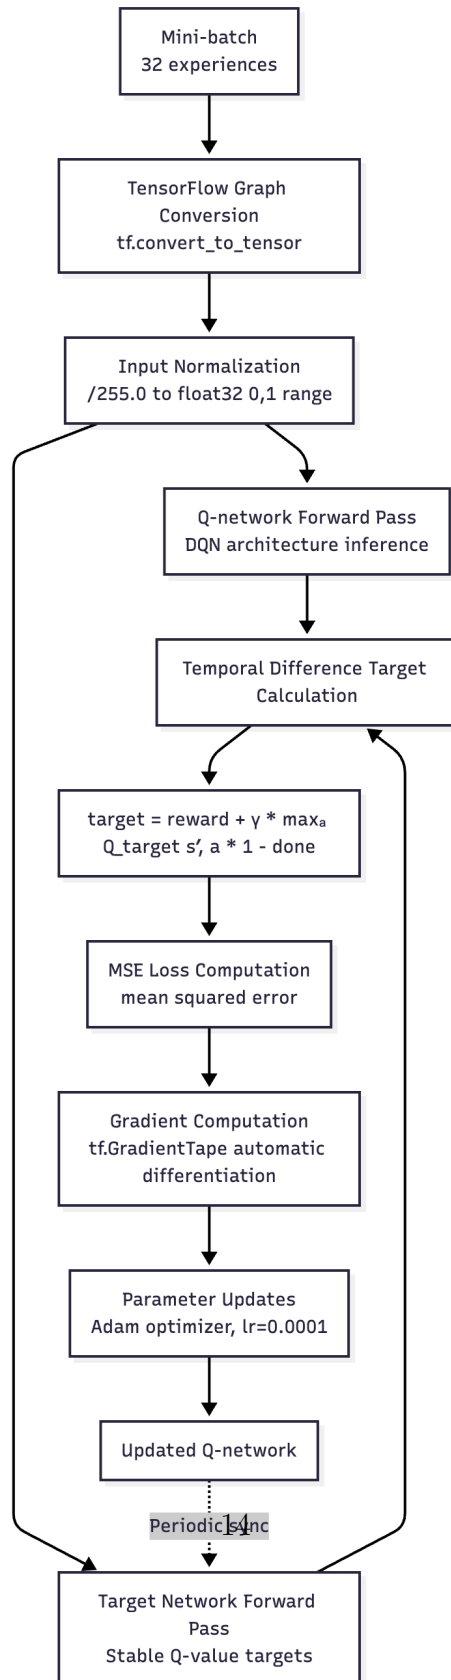 Mini-batch
32 experiences
TensorFlow Graph
Conversion
tf.convert_to_tensor
Input Normalization
/255.0 to float32 0,1 range
Q-network Forward Pass
DQN architecture inference
Temporal Difference Target
Calculation
target = reward + γ * maxₐ
Q_target s′, a * 1 - done
MSE Loss Computation
mean squared error
Gradient Computation
tf.GradientTape automatic
differentiation
Parameter Updates
Adam optimizer, lr=0.0001
Updated Q-network
Periodic sync
14
Target Network Forward
Pass
Stable Q-value targets